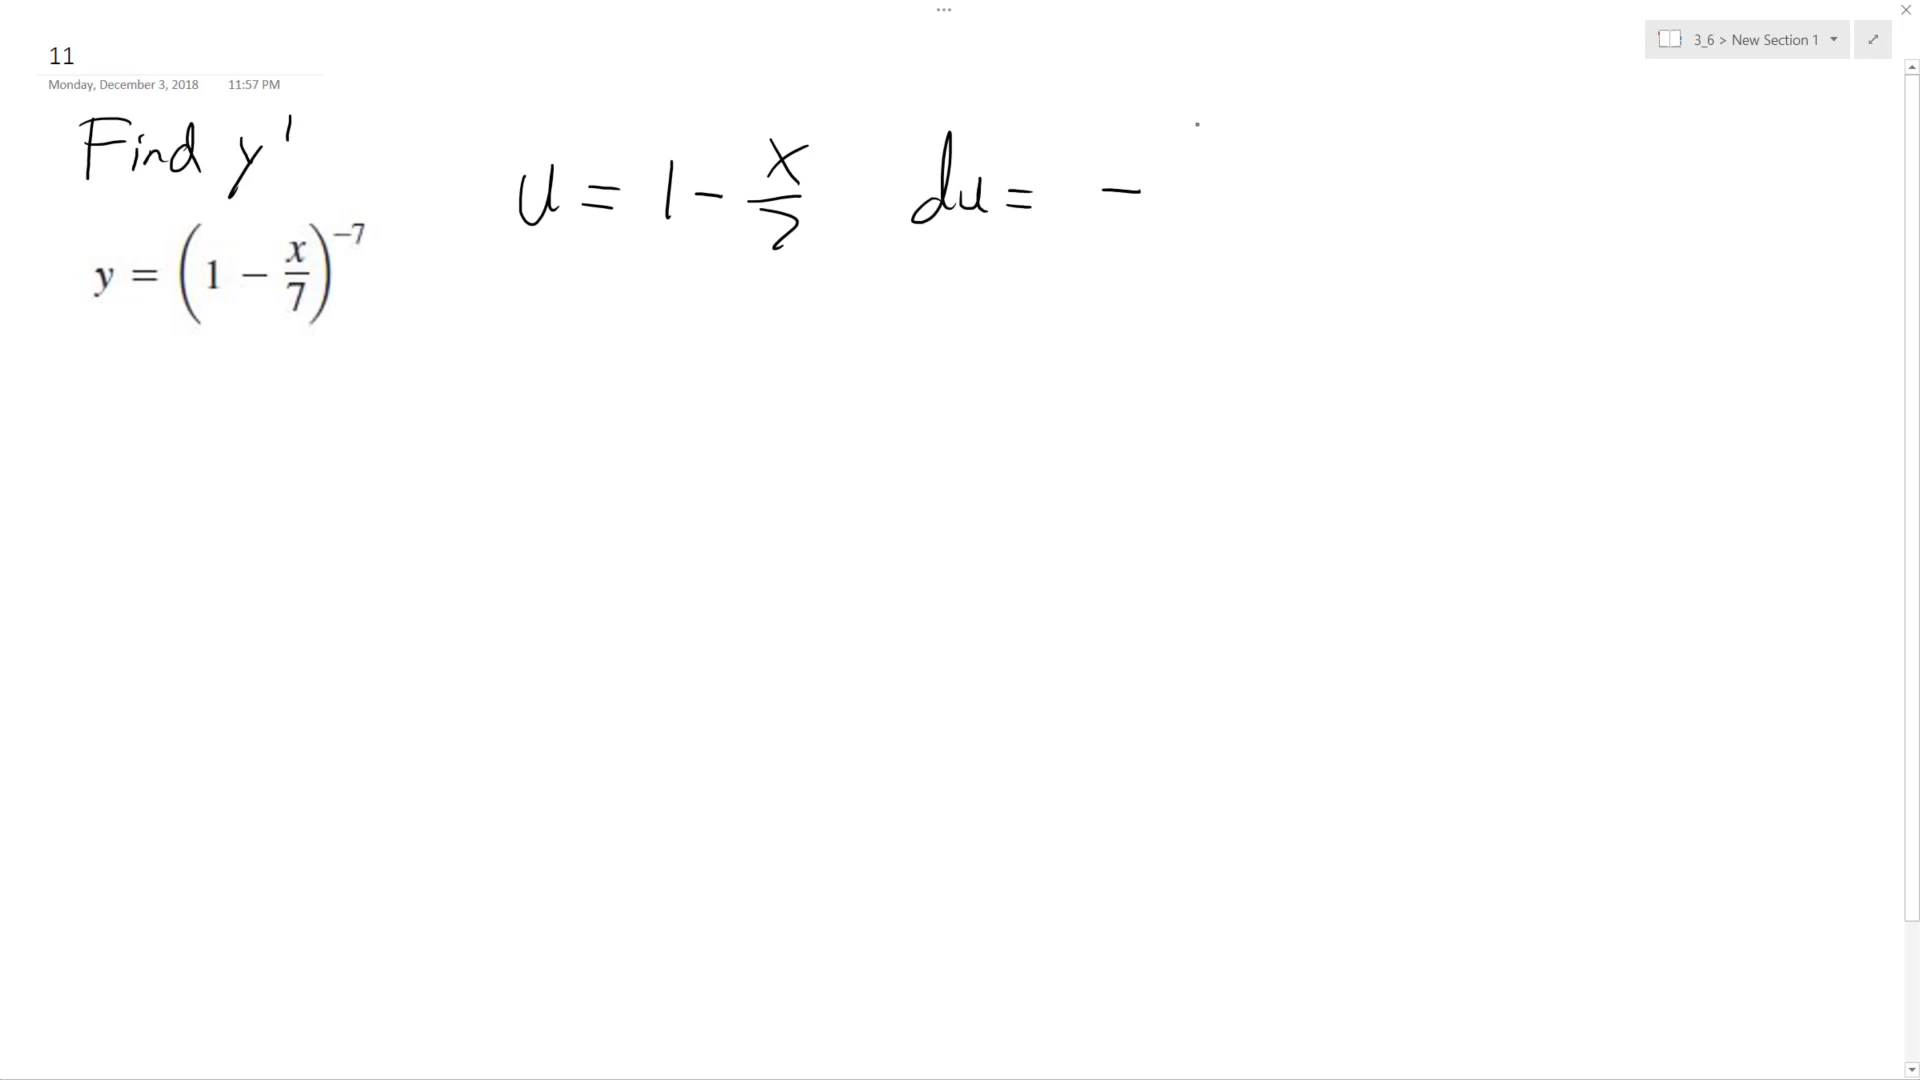 11
3_6 > New Section 1
Monday, December 3, 2018 11:57 PM
Find y'
y = (1 − x/7)^−7
u = 1 − x/7 du = −